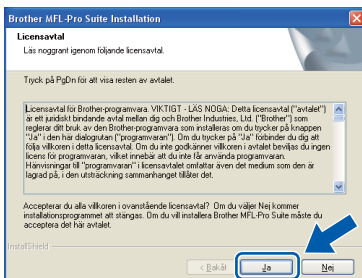 Brother MFL-Pro Suite Installation
Licensavtal
Läs noggrant igenom följande licensavtal.
Tryck på PgDn för att visa resten av avtalet.
Licensavtal för Brother-programvara. VIKTIGT - LÄS NOGA: Detta licensavtal ("avtalet")
är ett juridiskt bindande avtal mellan dig och Brother Industries, Ltd. ("Brother") som
reglerar ditt bruk av den Brother-programvara som installeras om du trycker på knappen
"Ja" i den här dialogrutan ("programvaran"). Om du trycker på "Ja" förbinder du dig att
följa villkoren i detta licensavtal. Om du inte godkänner villkoren i avtalet beviljas du ingen
licens för programvaran, vilket innebär att du inte får använda programvaran.
Hänvisningar till "programvaran" i licensavtalet omfattar även det medium som den är
lagrad på, i den utsträckning sammanhanget tillåter det.
Accepterar du alla villkoren i ovanstående licensavtal? Om du väljer Nej kommer
installationsprogrammet att stängas. Om du vill installera Brother MFL-Pro Suite måste du
acceptera det här avtalet.
InstallShield
< Bakåt Ja Nej